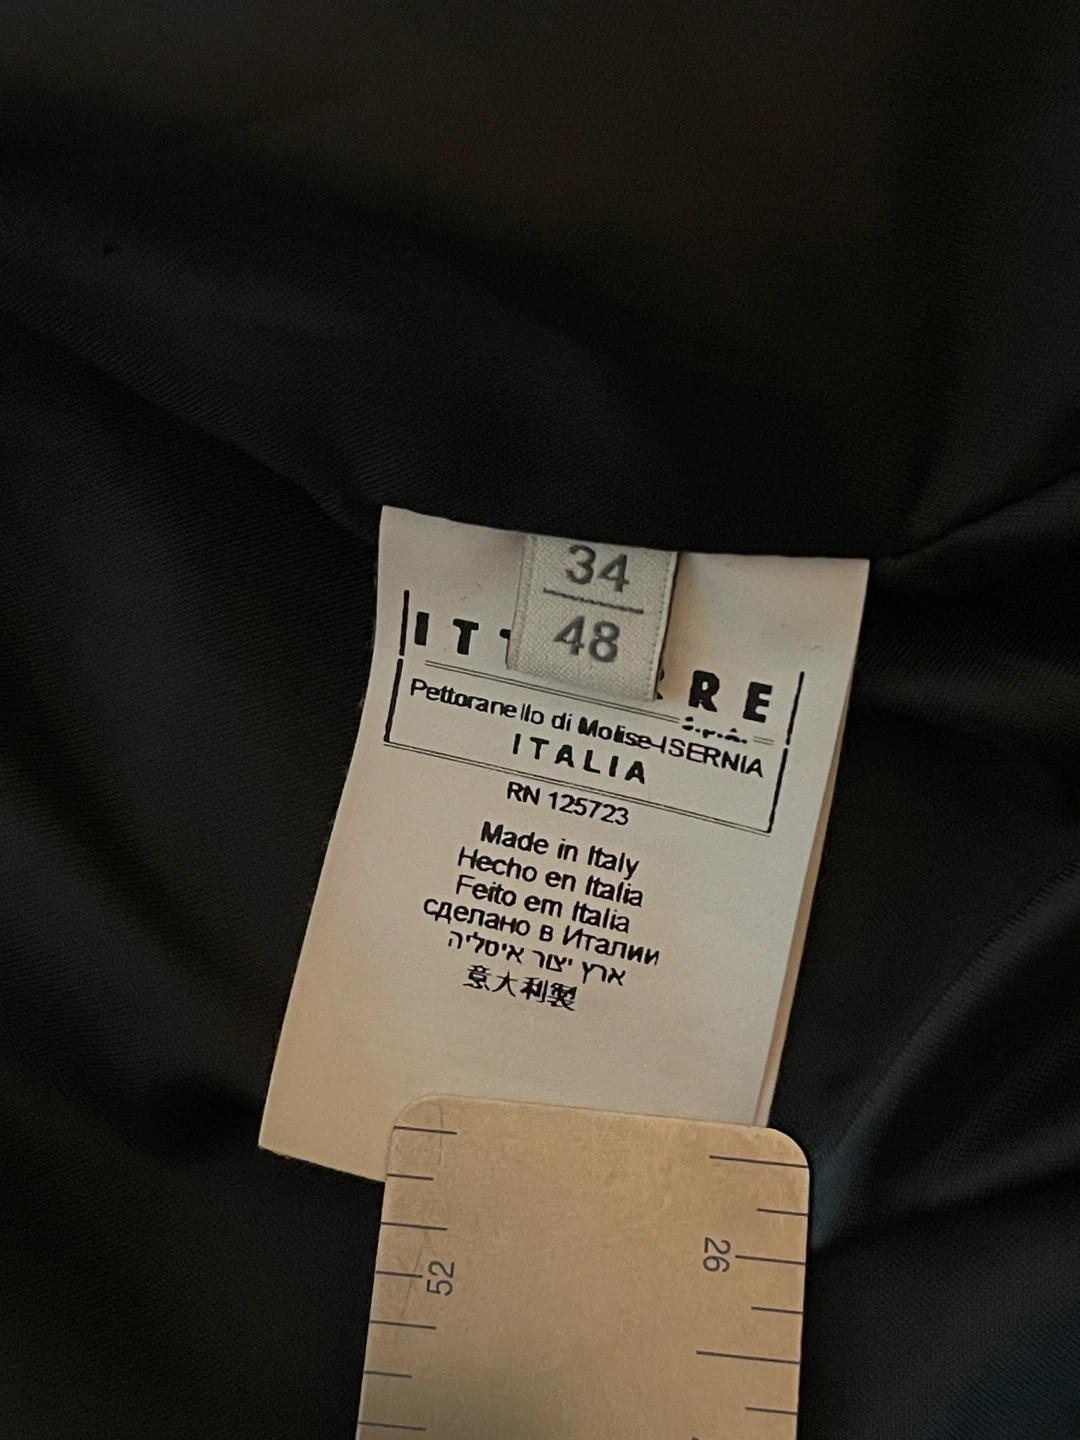 34
48
RE
Pettoranello di Molise-ISERNIA
s.p.a.
ITALIA
RN 125723
Made in Italy
Hecho en Italia
Feito em Italia
сделано в Италии
ארץ יצור איטליה
意大利製
52
26